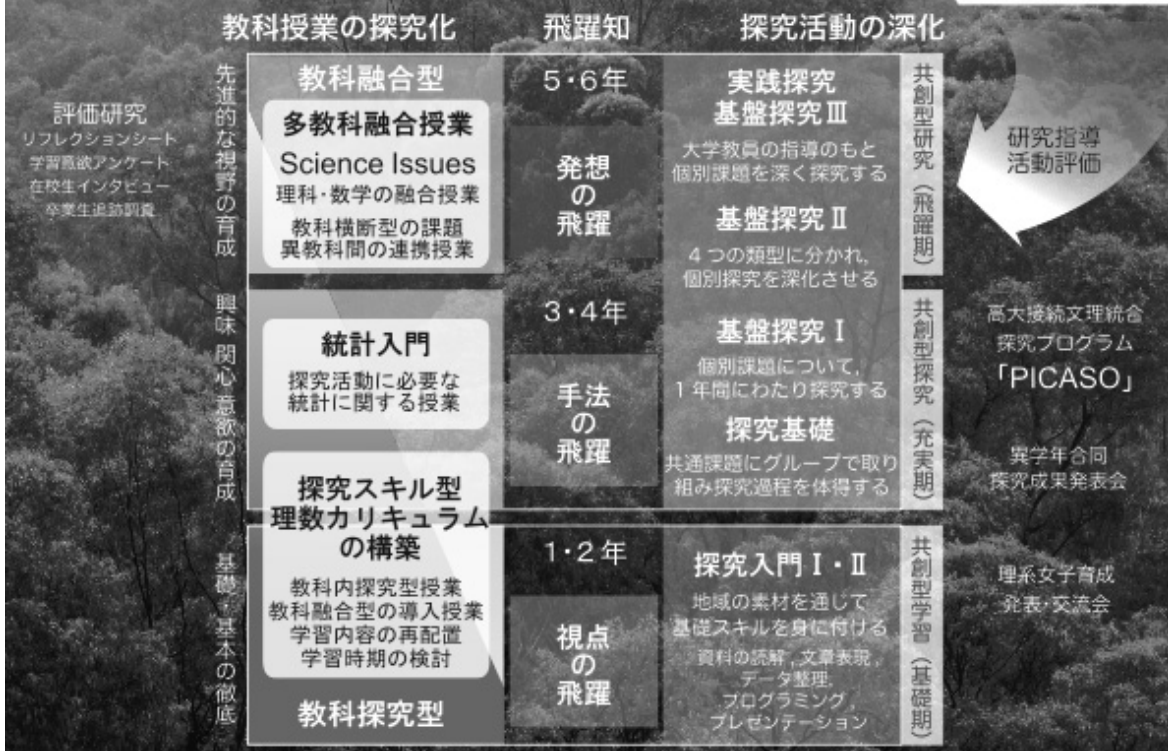 教科授業の探究化
飛躍知
探究活動の深化
先進的な視野の育成
興味 関心 意欲の育成
基礎・基本の徹底
評価研究
リフレクションシート
学習意欲アンケート
在校生インタビュー
卒業生追跡調査
教科融合型
多教科融合授業
Science Issues
理科・数学の融合授業
教科横断型の課題
異教科間の連携授業
統計入門
探究活動に必要な
統計に関する授業
探究スキル型
理数カリキュラム
の構築
教科内探究型授業
教科融合型の導入授業
学習内容の再配置
学習時期の検討
教科探究型
5・6年
発想の飛躍
3・4年
手法の飛躍
1・2年
視点の飛躍
実践探究
基盤探究Ⅲ
大学教員の指導のもと
個別課題を深く探究する
基盤探究Ⅱ
4つの類型に分かれ,
個別探究を深化させる
基盤探究Ⅰ
個別課題について,
1年間にわたり探究する
探究基礎
共通課題にグループで取り
組み探究過程を体得する
探究入門Ⅰ・Ⅱ
地域の素材を通じて
基礎スキルを身に付ける
資料の読解,文章表現,
データ整理,
プログラミング,
プレゼンテーション
共創型研究(飛躍期)
共創型探究(充実期)
共創型学習(基礎期)
研究指導
活動評価
高大接続文理統合
探究プログラム
「PICASO」
異学年合同
探究成果発表会
理系女子育成
発表・交流会